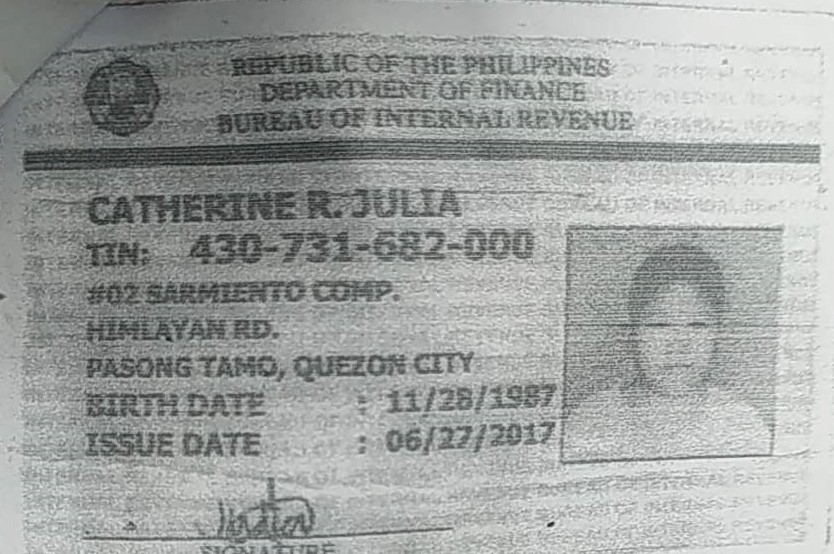 REPUBLIC OF THE PHILIPPINES
DEPARTMENT OF FINANCE
BUREAU OF INTERNAL REVENUE
CATHERINE R. JULIA
TIN: 430-731-682-000
#02 SARMIENTO COMP.
HIMLAYAN RD.
PASONG TAMO, QUEZON CITY
BIRTH DATE : 11/28/1987
ISSUE DATE : 06/27/2017
SIGNATURE